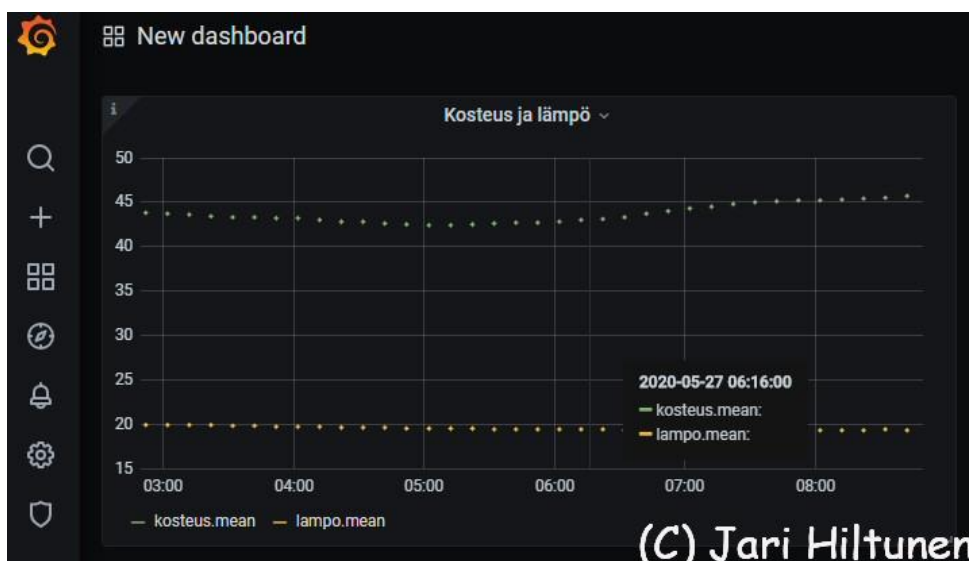 New dashboard
i
Kosteus ja lämpö
50
45
40
35
30
25
20
15
2020-05-27 06:16:00
kosteus.mean:
lampo.mean:
03:00 04:00 05:00 06:00 07:00 08:00
kosteus.mean lampo.mean
(C) Jari Hiltunen